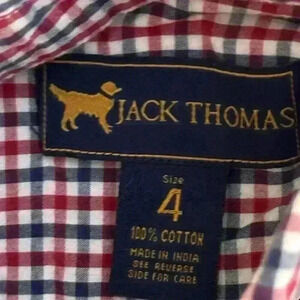 JACK THOMAS
Size
4
100% COTTON
MADE IN INDIA
SEE REVERSE
SIDE FOR CARE